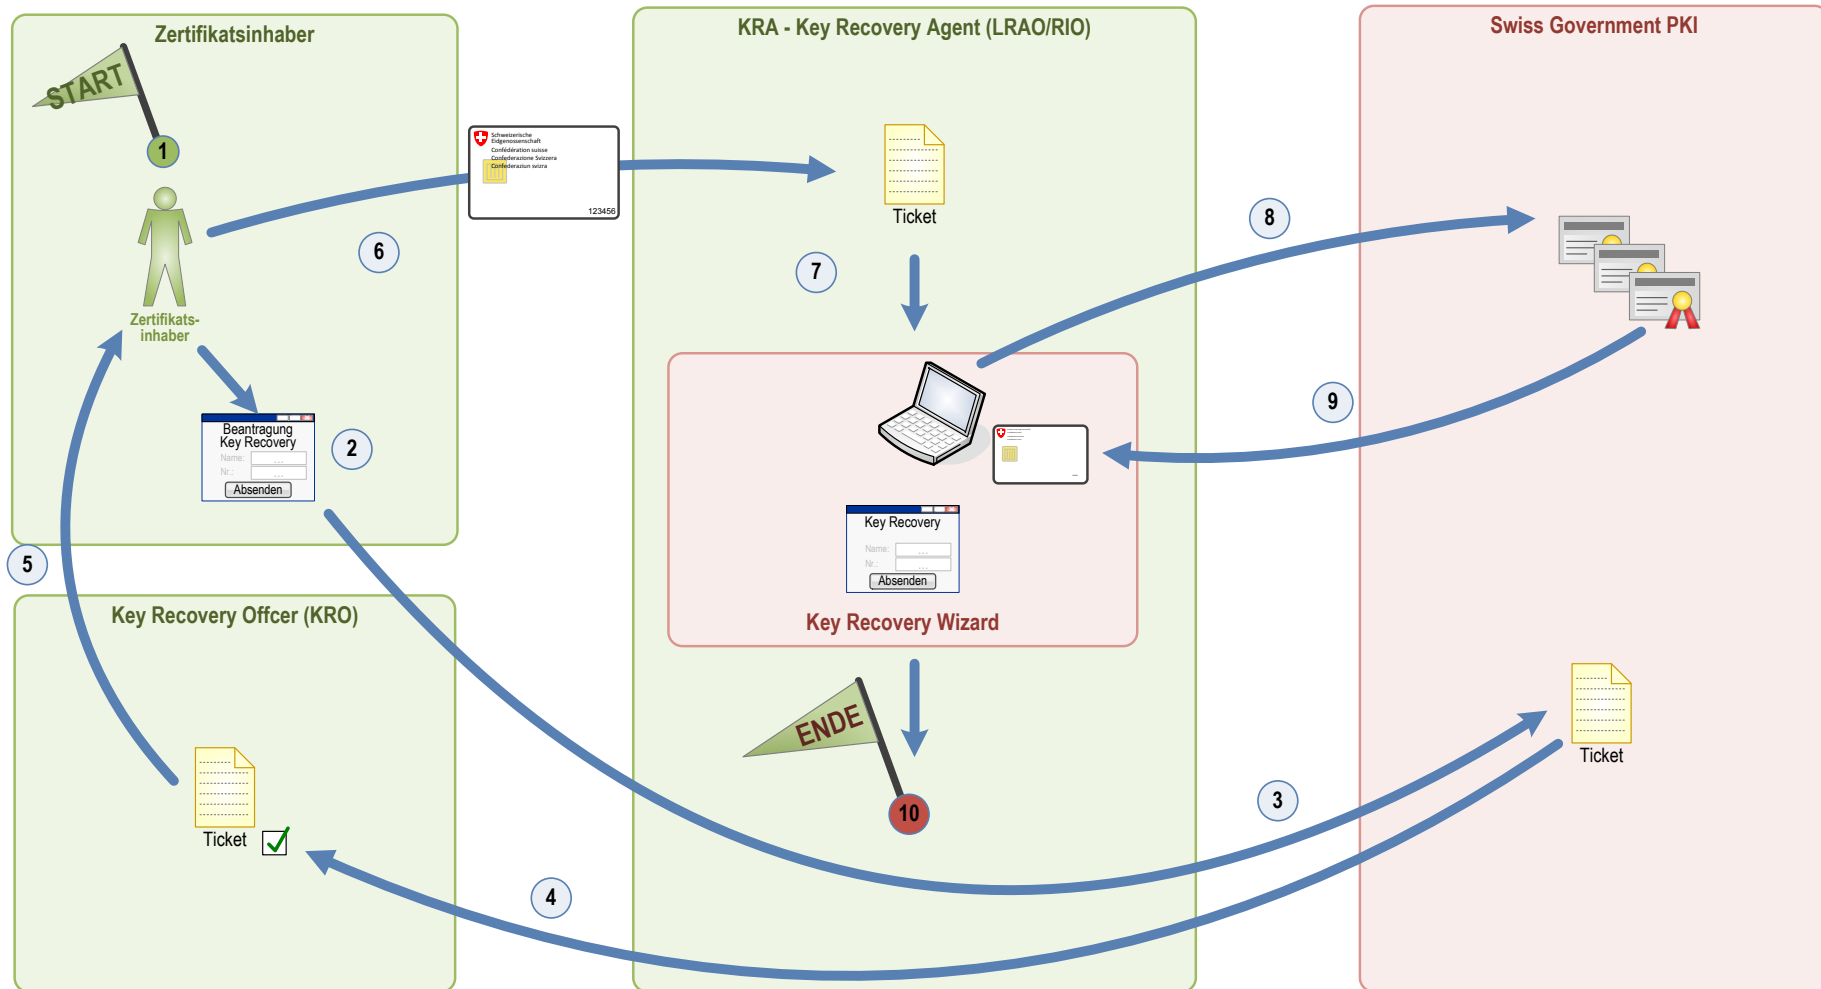 Zertifikatsinhaber
START
1
Zertifikats-
inhaber
Beantragung
Key Recovery
Name: ...
Nr.: ...
Absenden
2
5
6
Schweizerische
Eidgenossenschaft
Confédération suisse
Confederazione Svizzera
Confederaziun svizra
123456
Key Recovery Offcer (KRO)
Ticket
4
KRA - Key Recovery Agent (LRAO/RIO)
Ticket
7
Key Recovery
Name: ...
Nr.: ...
Absenden
Key Recovery Wizard
ENDE
10
8
9
3
Swiss Government PKI
Ticket